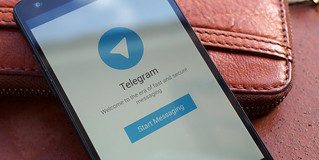 Telegram
Welcome to the era of fast and secure
messaging.
Start Messaging